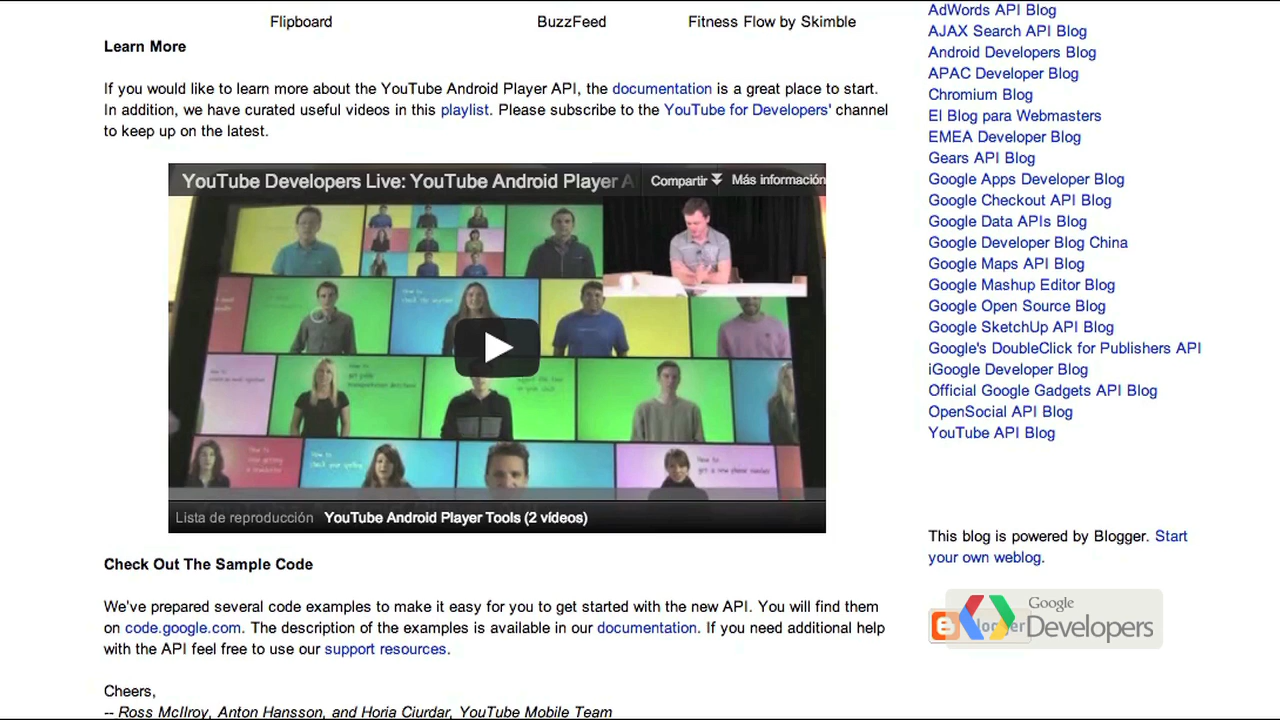 Flipboard BuzzFeed Fitness Flow by Skimble
Learn More
If you would like to learn more about the YouTube Android Player API, the documentation is a great place to start.
In addition, we have curated useful videos in this playlist. Please subscribe to the YouTube for Developers' channel
to keep up on the latest.
YouTube Developers Live: YouTube Android Player A
Compartir Más información
Lista de reproducción YouTube Android Player Tools (2 vídeos)
Check Out The Sample Code
We've prepared several code examples to make it easy for you to get started with the new API. You will find them
on code.google.com. The description of the examples is available in our documentation. If you need additional help
with the API feel free to use our support resources.
Cheers,
-- Ross McIlroy, Anton Hansson, and Horia Ciurdar, YouTube Mobile Team
AdWords API Blog
AJAX Search API Blog
Android Developers Blog
APAC Developer Blog
Chromium Blog
El Blog para Webmasters
EMEA Developer Blog
Gears API Blog
Google Apps Developer Blog
Google Checkout API Blog
Google Data APIs Blog
Google Developer Blog China
Google Maps API Blog
Google Mashup Editor Blog
Google Open Source Blog
Google SketchUp API Blog
Google's DoubleClick for Publishers API
iGoogle Developer Blog
Official Google Gadgets API Blog
OpenSocial API Blog
YouTube API Blog
This blog is powered by Blogger. Start
your own weblog.
Google
Developers